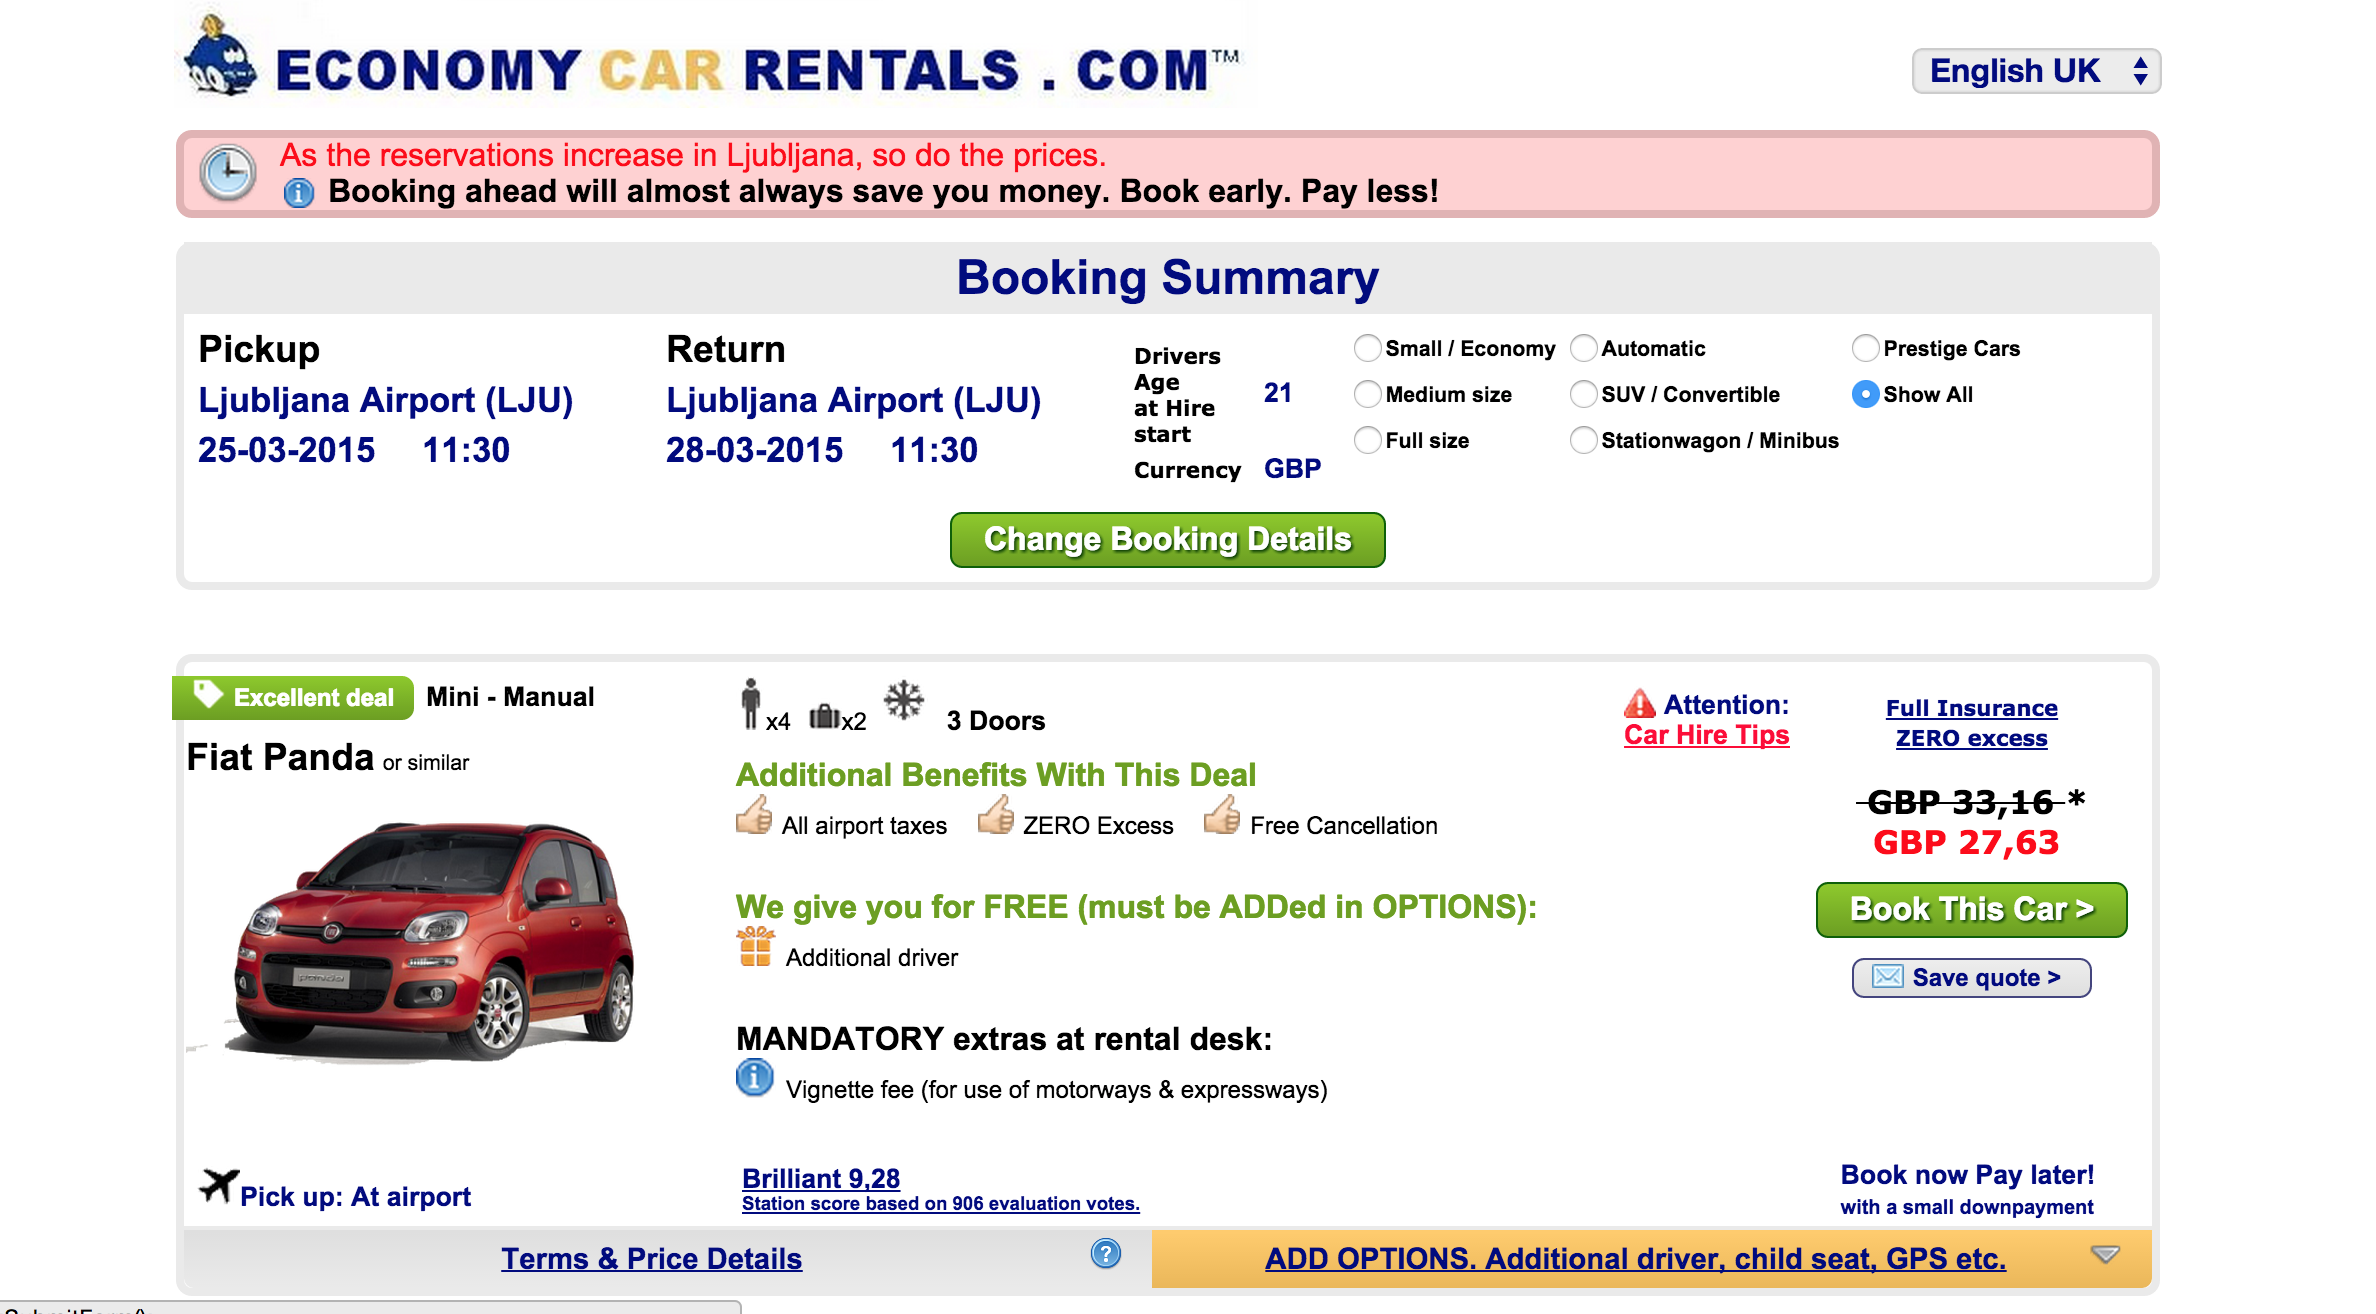 ECONOMY CAR RENTALS . COM™
English UK
As the reservations increase in Ljubljana, so do the prices.
Booking ahead will almost always save you money. Book early. Pay less!
Booking Summary
Pickup
Ljubljana Airport (LJU)
25-03-2015 11:30
Return
Ljubljana Airport (LJU)
28-03-2015 11:30
Drivers
Age
at Hire
start
21
Currency GBP
Small / Economy
Automatic
Prestige Cars
Medium size
SUV / Convertible
Show All
Full size
Stationwagon / Minibus
Change Booking Details
Excellent deal
Mini - Manual
Fiat Panda or similar
x4 x2 3 Doors
Additional Benefits With This Deal
All airport taxes ZERO Excess Free Cancellation
We give you for FREE (must be ADDed in OPTIONS):
Additional driver
MANDATORY extras at rental desk:
Vignette fee (for use of motorways & expressways)
Attention:
Car Hire Tips
Full Insurance
ZERO excess
GBP 33,16 *
GBP 27,63
Book This Car >
Save quote >
Pick up: At airport
Brilliant 9,28
Station score based on 906 evaluation votes.
Book now Pay later!
with a small downpayment
Terms & Price Details
?
ADD OPTIONS. Additional driver, child seat, GPS etc.